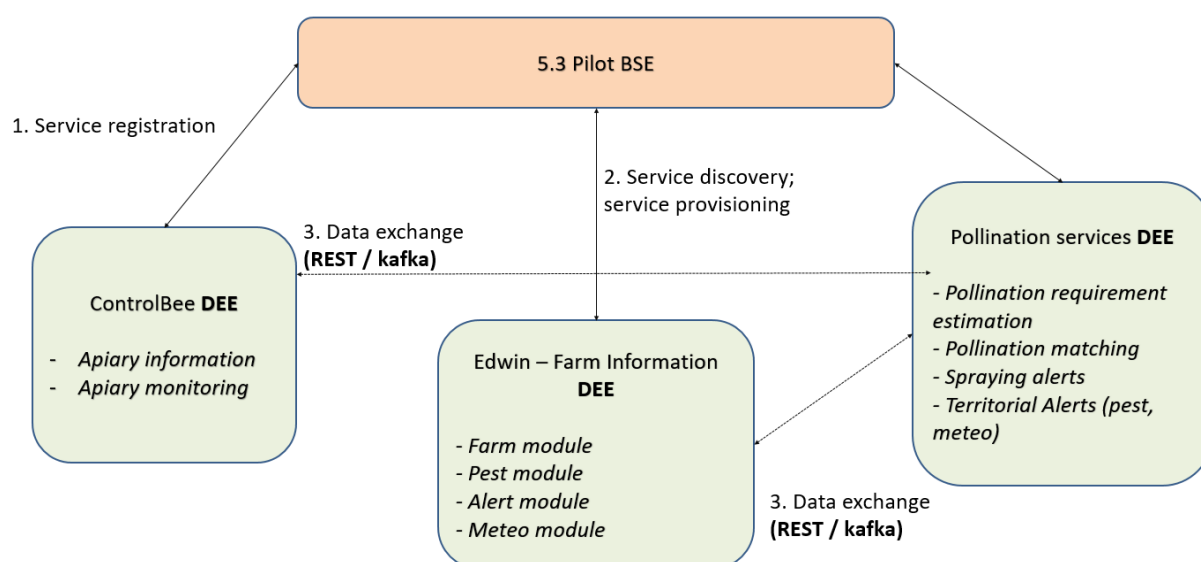 5.3 Pilot BSE
1. Service registration
2. Service discovery;
service provisioning
3. Data exchange
(REST / kafka)
ControlBee DEE
- Apiary information
- Apiary monitoring
Edwin – Farm Information
DEE
- Farm module
- Pest module
- Alert module
- Meteo module
Pollination services DEE
- Pollination requirement
estimation
- Pollination matching
- Spraying alerts
- Territorial Alerts (pest,
meteo)
3. Data exchange
(REST / kafka)